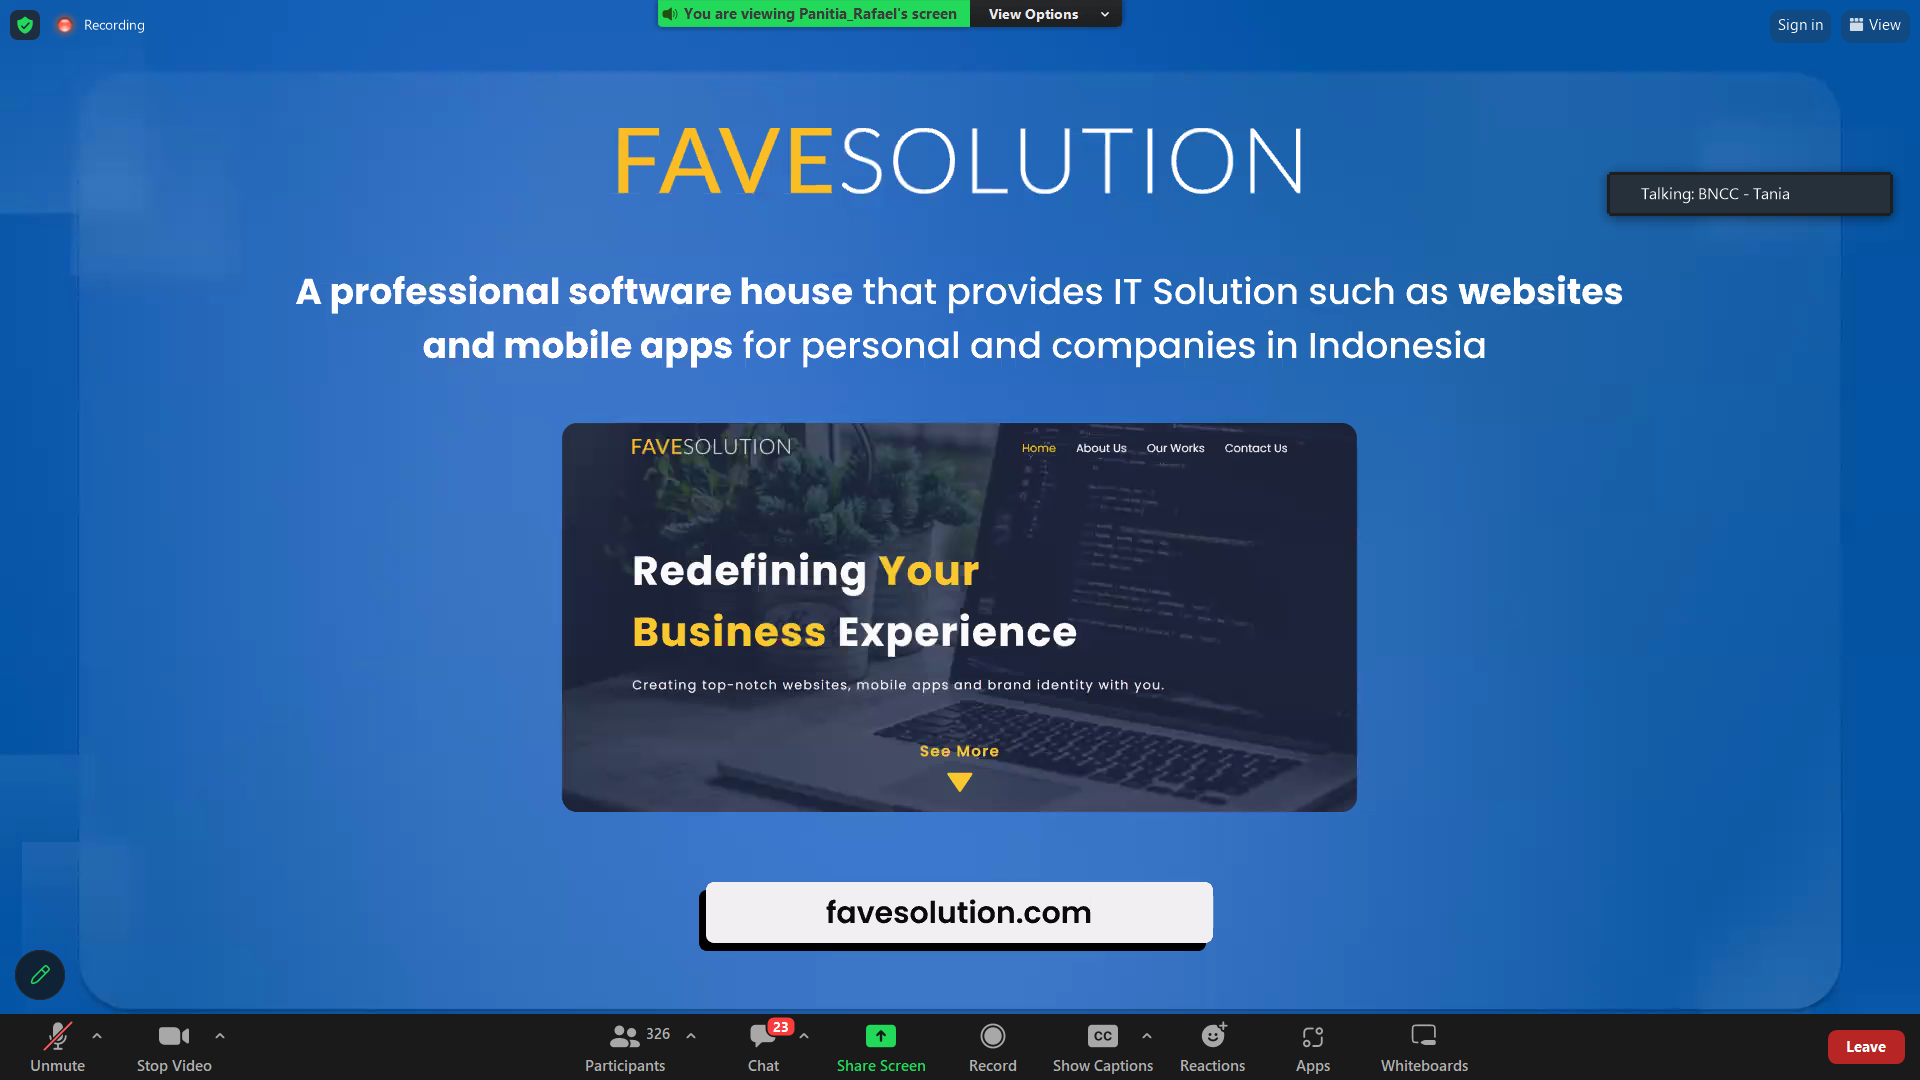 Recording
You are viewing Panitia_Rafael's screen
View Options
Sign in
View
FAVESOLUTION
Talking: BNCC - Tania
A professional software house that provides IT Solution such as websites
and mobile apps for personal and companies in Indonesia
FAVESOLUTION
Home About Us Our Works Contact Us
Redefining Your
Business Experience
Creating top-notch websites, mobile apps and brand identity with you.
See More
favesolution.com
Unmute
Stop Video
326
Participants
23
Chat
Share Screen
Record
CC
Show Captions
Reactions
Apps
Whiteboards
Leave